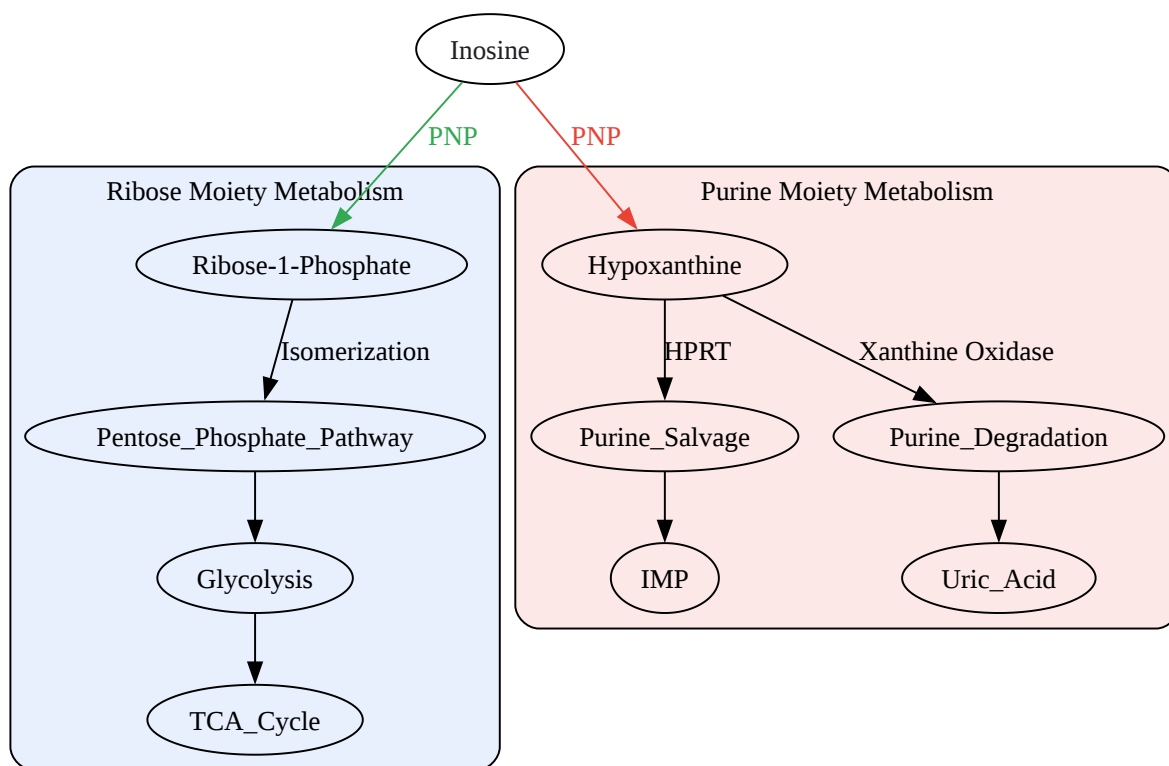 Inosine
PNP
PNP
Ribose Moiety Metabolism
Purine Moiety Metabolism
Ribose-1-Phosphate
Hypoxanthine
Isomerization
HPRT
Xanthine Oxidase
Pentose_Phosphate_Pathway
Purine_Salvage
Purine_Degradation
Glycolysis
IMP
Uric_Acid
TCA_Cycle